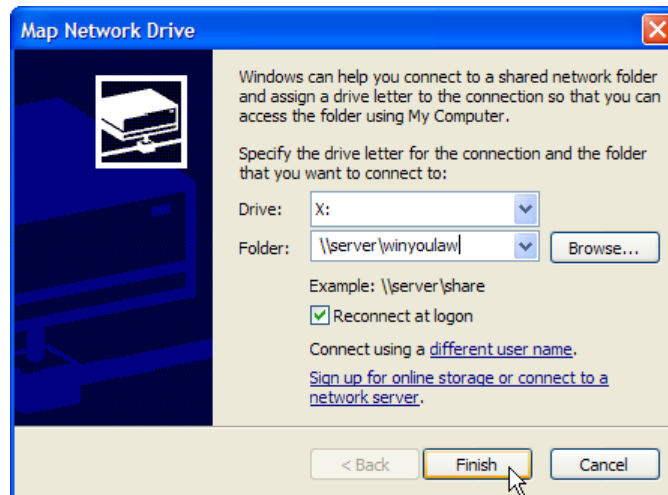 Map Network Drive
Windows can help you connect to a shared network folder
and assign a drive letter to the connection so that you can
access the folder using My Computer.
Specify the drive letter for the connection and the folder
that you want to connect to:
Drive: X:
Folder: \\server\winyoulaw Browse...
Example: \\server\share
Reconnect at logon
Connect using a different user name.
Sign up for online storage or connect to a
network server.
< Back Finish Cancel